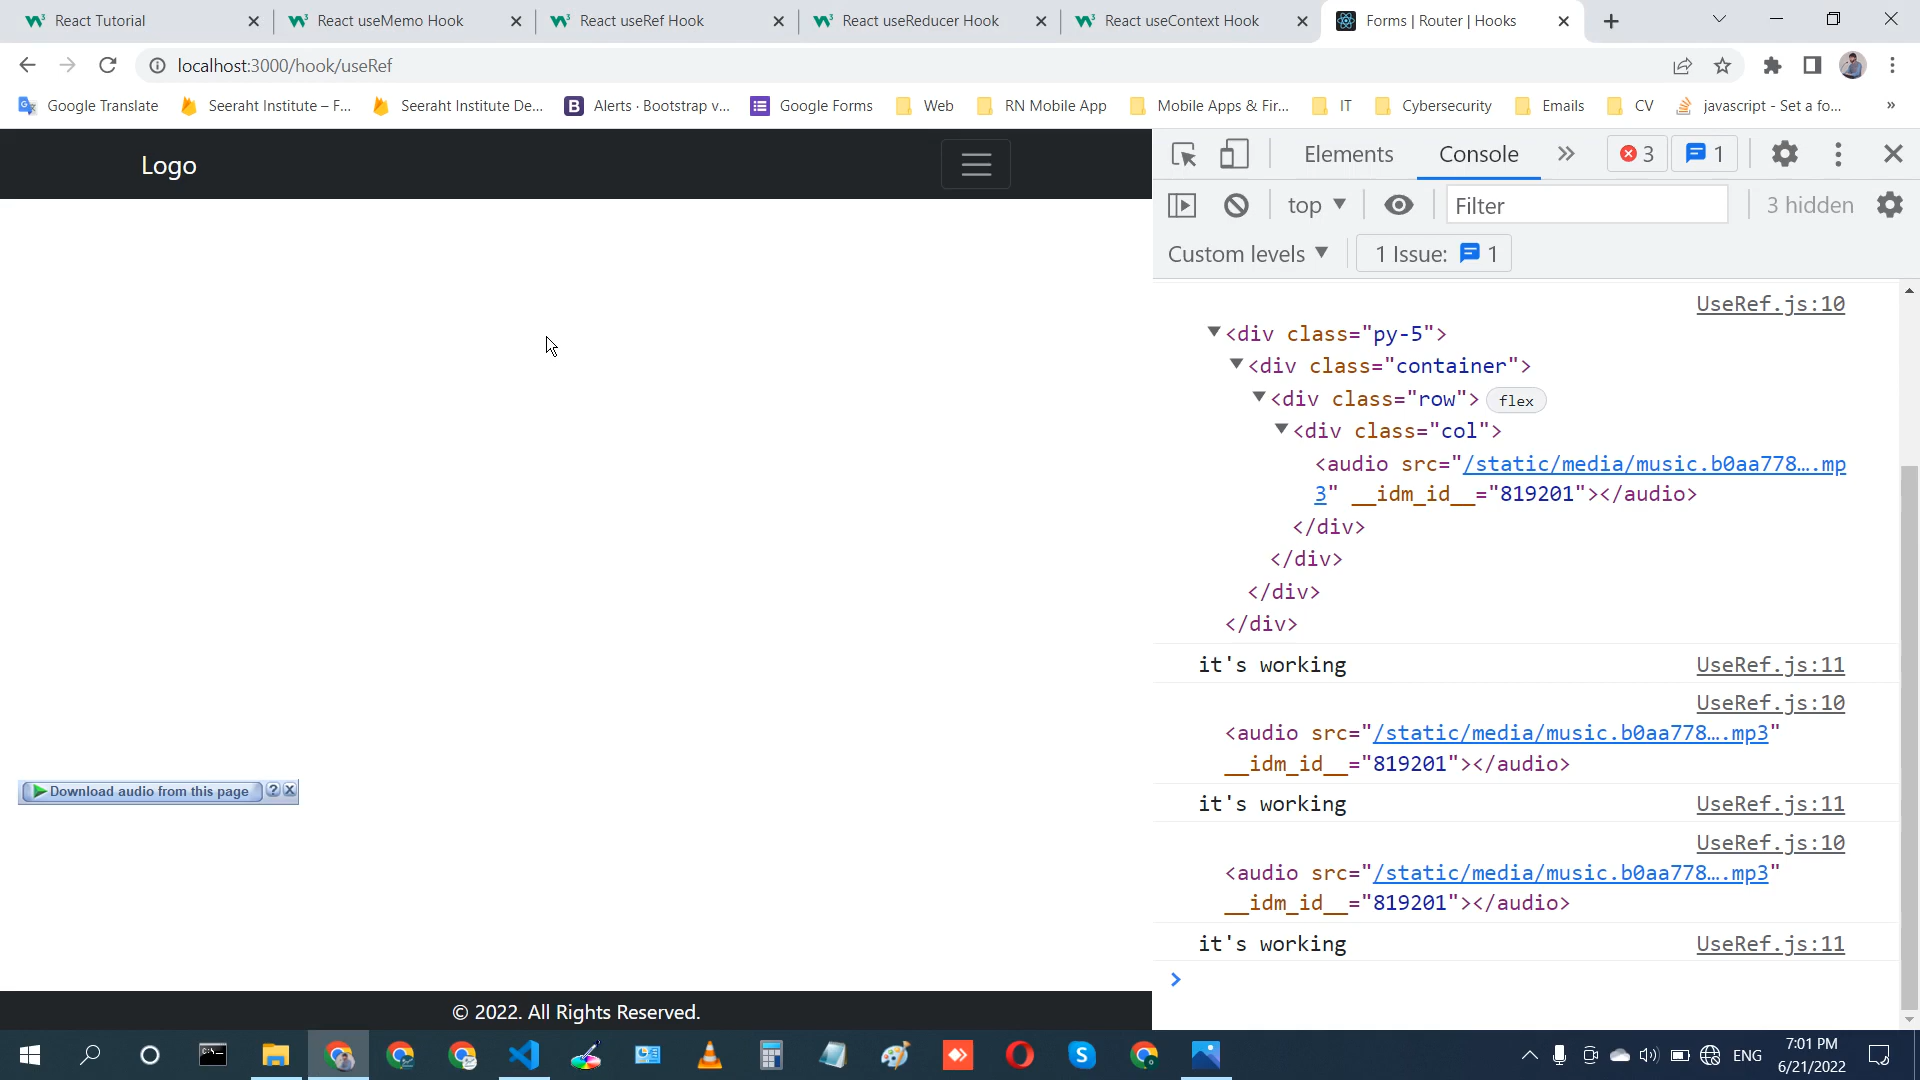 React Tutorial
React useMemo Hook
React useRef Hook
React useReducer Hook
React useContext Hook
Forms | Router | Hooks
localhost:3000/hook/useRef
Google Translate
Seeraht Institute – F...
Seeraht Institute De...
Alerts · Bootstrap v...
Google Forms
Web
RN Mobile App
Mobile Apps & Fir...
IT
Cybersecurity
Emails
CV
javascript - Set a fo...
»
Logo
Elements
Console
3
1
top
Filter
3 hidden
Custom levels
1 Issue: 1
UseRef.js:10
<div class="py-5">
<div class="container">
<div class="row"> flex
<div class="col">
<audio src="/static/media/music.b0aa778….mp
3" __idm_id__="819201"></audio>
</div>
</div>
</div>
</div>
it's working UseRef.js:11
UseRef.js:10
<audio src="/static/media/music.b0aa778….mp3"
__idm_id__="819201"></audio>
it's working UseRef.js:11
UseRef.js:10
<audio src="/static/media/music.b0aa778….mp3"
__idm_id__="819201"></audio>
it's working UseRef.js:11
Download audio from this page
© 2022. All Rights Reserved.
ENG
7:01 PM
6/21/2022